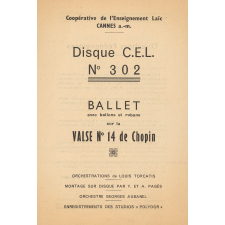 Coopérative de l'Enseignement Laïc
CANNES a.-m.
Disque C.E.L.
N° 302
BALLET
avec ballons et rubans
sur la
VALSE N° 14 de Chopin
ORCHESTRATIONS de LOUIS TORCATIS
MONTAGE SUR DISQUE PAR Y. ET A. PAGÈS
ORCHESTRE GEORGES AUBANEL
ENREGISTREMENTS DES STUDIOS « POLYDOR »